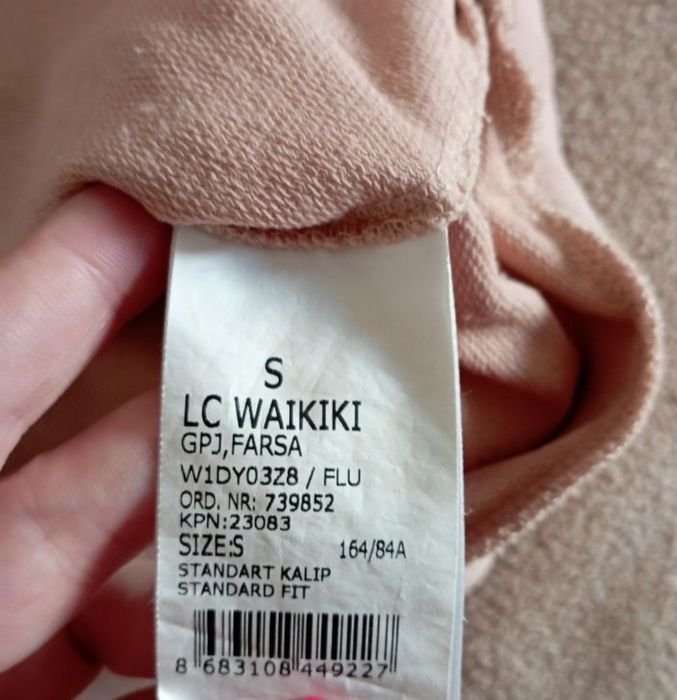 S
LC WAIKIKI
GPJ,FARSA
W1DY03Z8 / FLU
ORD. NR: 739852
KPN:23083
SIZE:S 164/84A
STANDART KALIP
STANDARD FIT
8 683108 449227